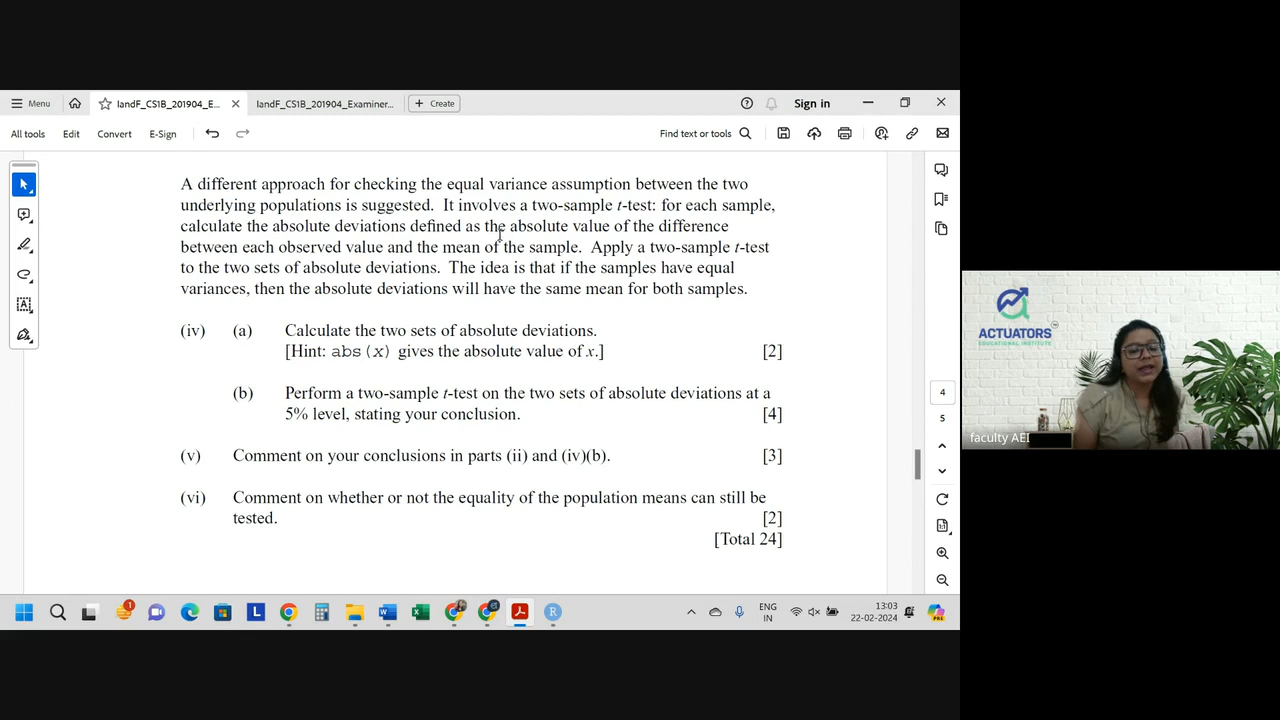 Menu
IandF_CS1B_201904_E...
IandF_CS1B_201904_Examiner...
Create
Sign in
All tools
Edit
Convert
E-Sign
Find text or tools
A different approach for checking the equal variance assumption between the two
underlying populations is suggested. It involves a two-sample t-test: for each sample,
calculate the absolute deviations defined as the absolute value of the difference
between each observed value and the mean of the sample. Apply a two-sample t-test
to the two sets of absolute deviations. The idea is that if the samples have equal
variances, then the absolute deviations will have the same mean for both samples.
(iv) (a) Calculate the two sets of absolute deviations.
[Hint: abs(x) gives the absolute value of x.] [2]
(b) Perform a two-sample t-test on the two sets of absolute deviations at a
5% level, stating your conclusion. [4]
(v) Comment on your conclusions in parts (ii) and (iv)(b). [3]
(vi) Comment on whether or not the equality of the population means can still be
tested. [2]
[Total 24]
4
5
ACTUATORS
EDUCATIONAL INSTITUTE
faculty AEI
ENG
IN
13:03
22-02-2024